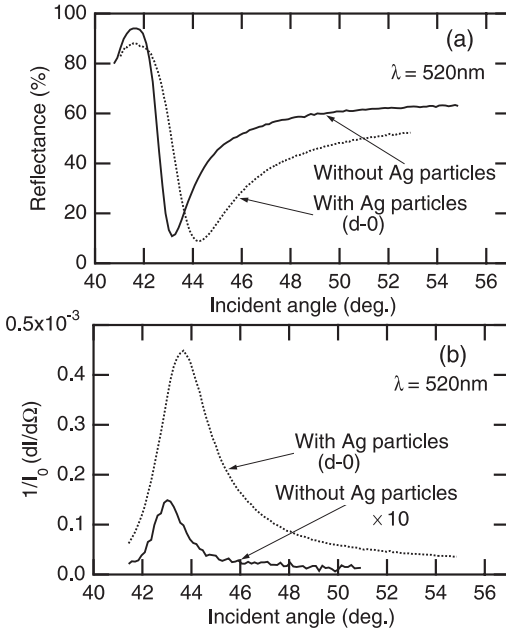 (a)
λ = 520nm
Reflectance (%)
100
80
60
40
20
0
Without Ag particles
With Ag particles
(d-0)
40 42 44 46 48 50 52 54 56
Incident angle (deg.)
0.5x10⁻³
(b)
λ = 520nm
1/I₀ (dI/dΩ)
0.4
0.3
0.2
0.1
0.0
With Ag particles
(d-0)
Without Ag particles
× 10
40 42 44 46 48 50 52 54 56
Incident angle (deg.)